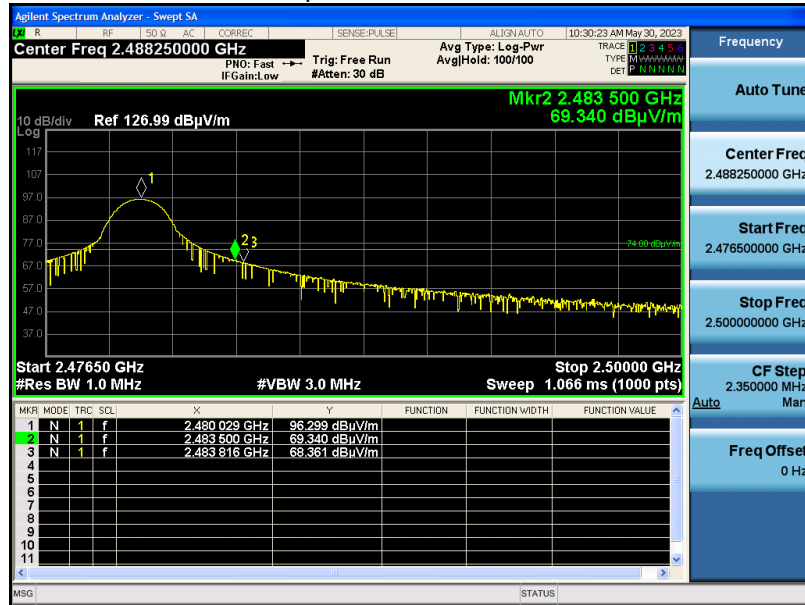 Agilent Spectrum Analyzer - Swept SA
LXI R RF 50 Ω AC CORREC SENSE:PULSE ALIGN AUTO 10:30:23 AM May 30, 2023
Center Freq 2.488250000 GHz
PNO: Fast
IFGain:Low
Trig: Free Run
#Atten: 30 dB
Avg Type: Log-Pwr
Avg|Hold: 100/100
TRACE 1 2 3 4 5 6
TYPE M WWWWW
DET P N N N N N
Mkr2 2.483 500 GHz
69.340 dBµV/m
10 dB/div Ref 126.99 dBµV/m
Log
117
107
97.0
87.0
77.0
67.0
57.0
47.0
37.0
1
2 3
74.00 dBµV/m
Start 2.47650 GHz Stop 2.50000 GHz
#Res BW 1.0 MHz #VBW 3.0 MHz Sweep 1.066 ms (1000 pts)
MKR MODE TRC SCL X Y FUNCTION FUNCTION WIDTH FUNCTION VALUE
1 N 1 f 2.480 029 GHz 96.299 dBµV/m
2 N 1 f 2.483 500 GHz 69.340 dBµV/m
3 N 1 f 2.483 816 GHz 68.361 dBµV/m
4
5
6
7
8
9
10
11
MSG STATUS
Frequency
Auto Tune
Center Freq
2.488250000 GHz
Start Freq
2.476500000 GHz
Stop Freq
2.500000000 GHz
CF Step
2.350000 MHz
Auto Man
Freq Offset
0 Hz